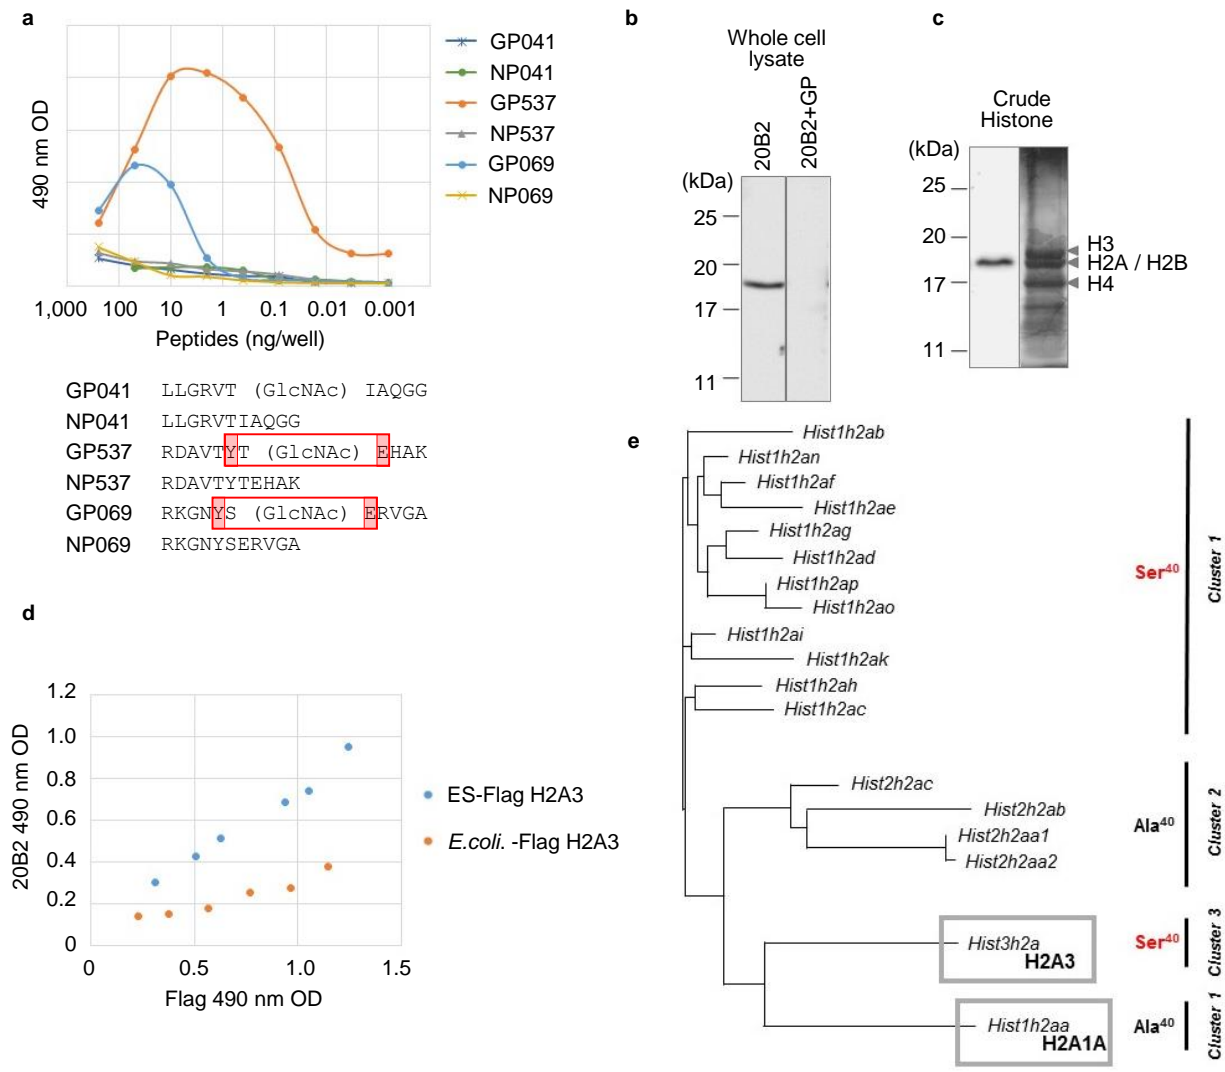 a
490 nm OD
1,000 100 10 1 0.1 0.01 0.001
Peptides (ng/well)
GP041
NP041
GP537
NP537
GP069
NP069
GP041 LLGRVT (GlcNAc) IAQGG
NP041 LLGRVTIAQGG
GP537 RDAVTYT (GlcNAc) EHAK
NP537 RDAVTYTEHAK
GP069 RKGNYS (GlcNAc) ERVGA
NP069 RKGNYSERVGA
b
Whole cell
lysate
20B2
20B2+GP
(kDa)
25
20
17
11
c
Crude
Histone
(kDa)
25
20
17
11
H3
H2A / H2B
H4
d
20B2 490 nm OD
1.2
1.0
0.8
0.6
0.4
0.2
0
0 0.5 1.0 1.5
Flag 490 nm OD
ES-Flag H2A3
E.coli. -Flag H2A3
e
Hist1h2ab
Hist1h2an
Hist1h2af
Hist1h2ae
Hist1h2ag
Hist1h2ad
Hist1h2ap
Hist1h2ao
Hist1h2ai
Hist1h2ak
Hist1h2ah
Hist1h2ac
Ser⁴⁰
Cluster 1
Hist2h2ac
Hist2h2ab
Hist2h2aa1
Hist2h2aa2
Ala⁴⁰
Cluster 2
Hist3h2a
H2A3
Ser⁴⁰
Cluster 3
Hist1h2aa
H2A1A
Ala⁴⁰
Cluster 1